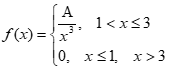 f(x) = { A/x³, 1 < x ≤ 3
0, x ≤ 1, x > 3